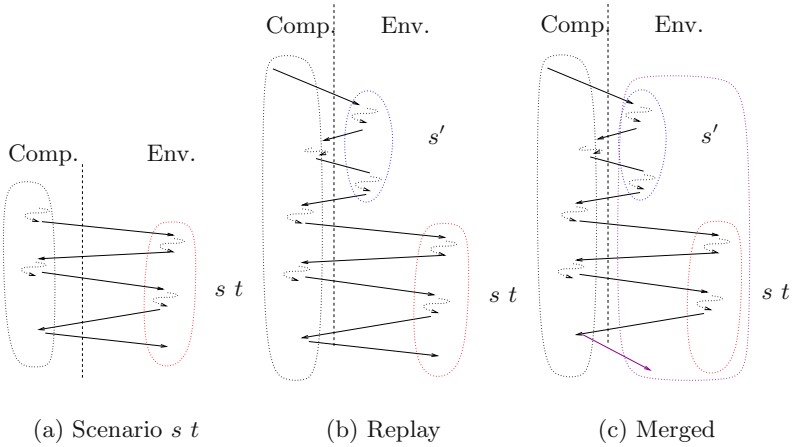 Comp. Env.
Comp. Env.
Comp. Env.
s′
s′
s t
s t
s t
(a) Scenario s t
(b) Replay
(c) Merged